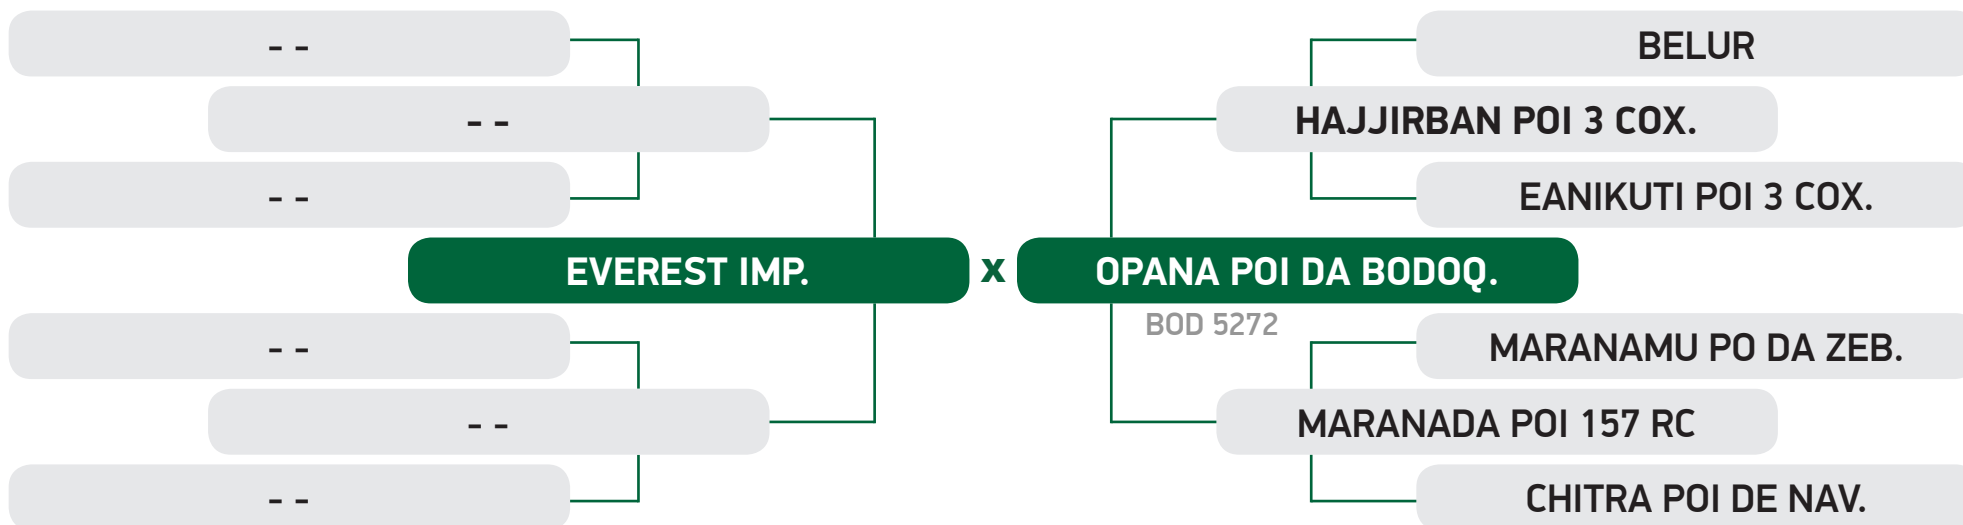 - -
BELUR
- -
HAJJIRBAN POI 3 COX.
- -
EANIKUTI POI 3 COX.
EVEREST IMP. x OPANA POI DA BODOQ.
BOD 5272
- -
MARANAMU PO DA ZEB.
- -
MARANADA POI 157 RC
- -
CHITRA POI DE NAV.